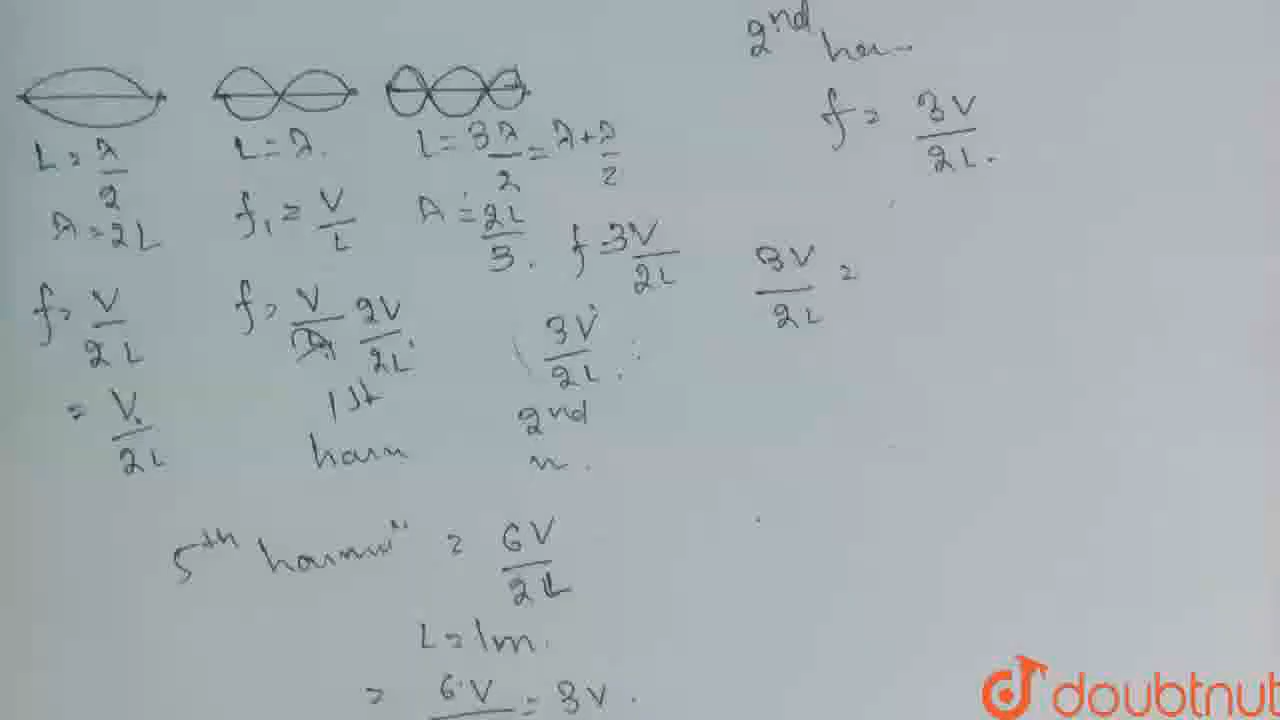 2nd
har...
f = 3V/2L.
L = λ/2
L = λ.
L = 3λ/2 = λ + λ/2
λ = 2L
f₁ = V/L
λ = 2L/3.
f = 3V/2L
3V/2L =
f = V/2L
f = V/λ 2V/2L.
3V/2L.
= V/2L
1st
harm
2nd
n.
5th = 6V/2L
L = 1m.
= 6V = 3V.
doubtnut